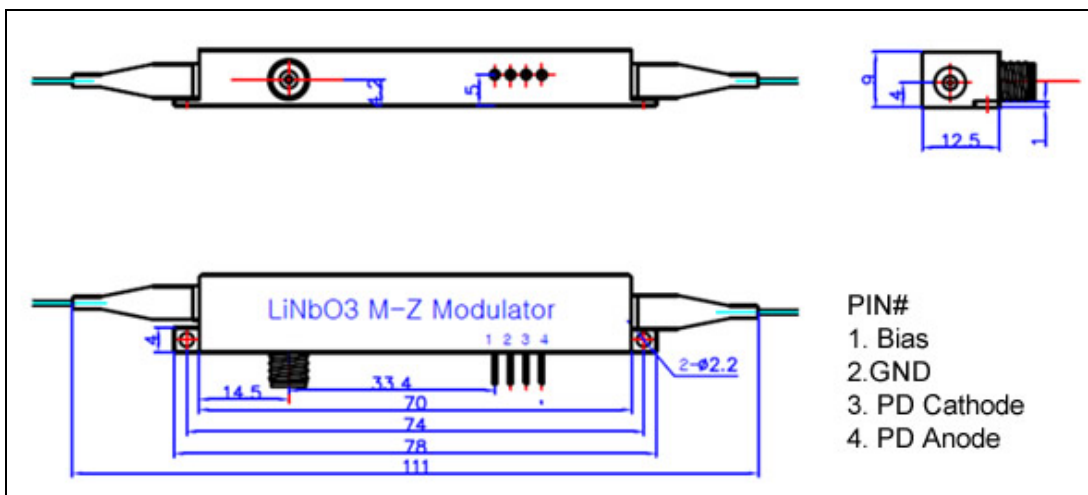 4.2
5
9
4
12.5
1
LiNbO3 M-Z Modulator
1 2 3 4
4
2-ø2.2
14.5
33.4
70
74
78
111
PIN#
1. Bias
2.GND
3. PD Cathode
4. PD Anode